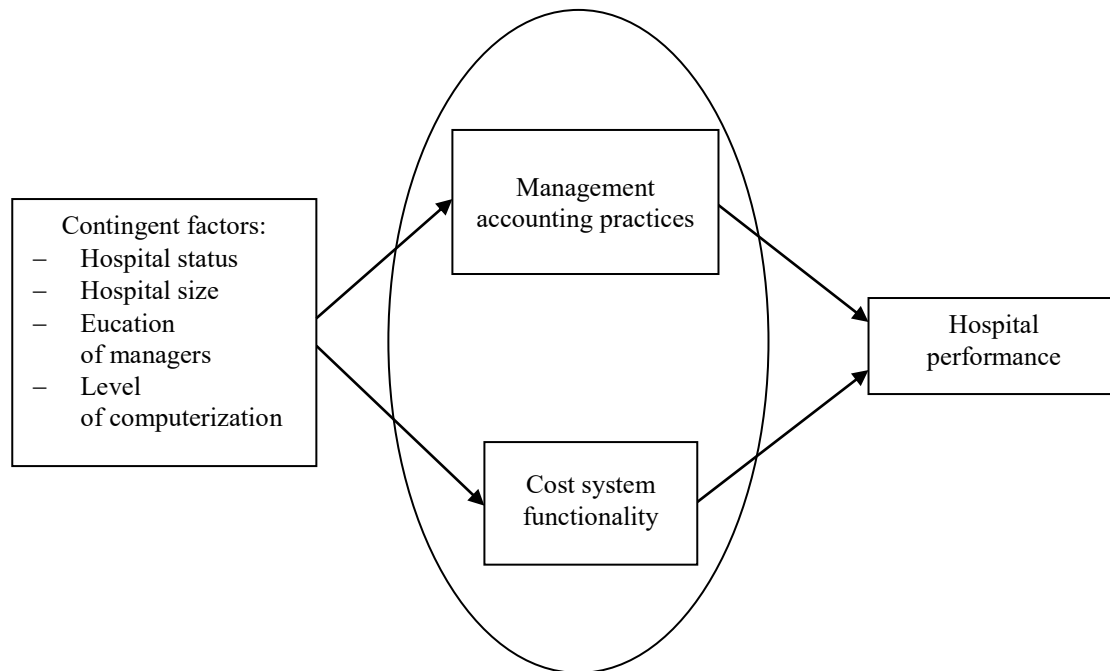 Contingent factors:
– Hospital status
– Hospital size
– Eucation
of managers
– Level
of computerization
Management
accounting practices
Cost system
functionality
Hospital
performance